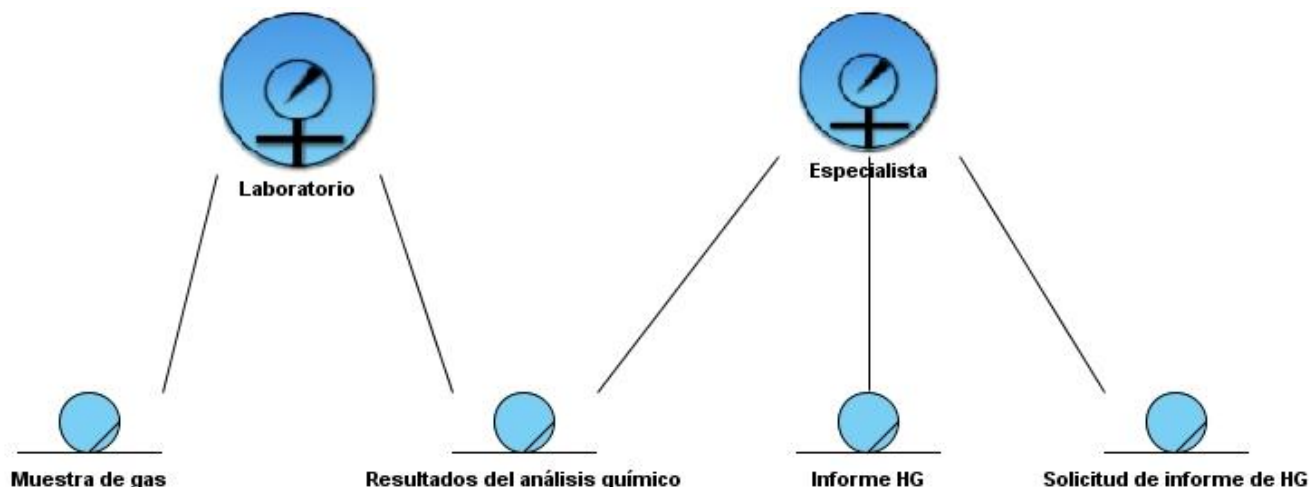 Laboratorio
Especialista
Muestra de gas
Resultados del análisis químico
Informe HG
Solicitud de informe de HG